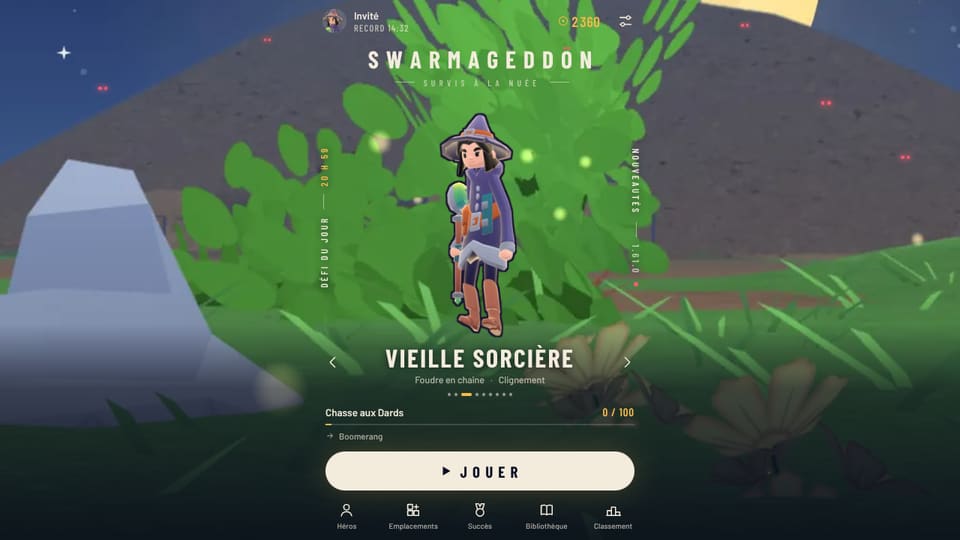 Invité
RECORD 14:32
2 360
SWARMAGEDDON
SURVIS À LA NUÉE
DÉFI DU JOUR — 20 H 59
NOUVEAUTÉS — 1.61.0
VIEILLE SORCIÈRE
Foudre en chaîne · Clignement
Chasse aux Dards 0 / 100
→ Boomerang
JOUER
Héros Emplacements Succès Bibliothèque Classement